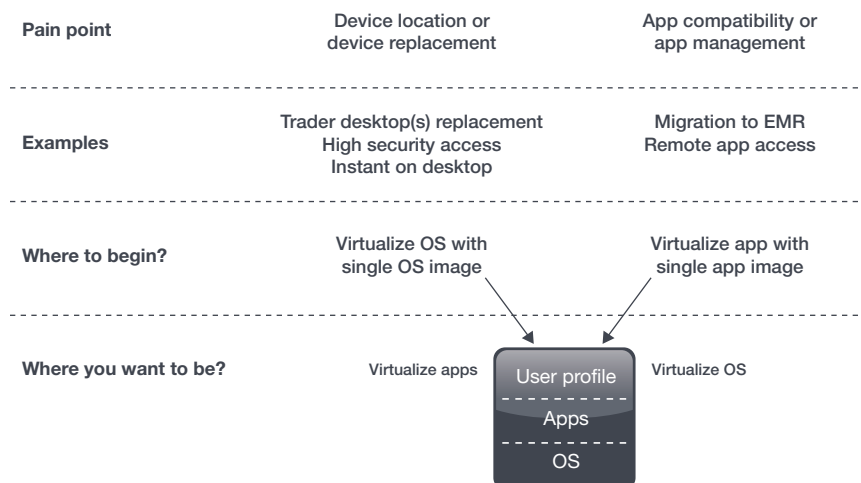 Pain point
Device location or
device replacement
App compatibility or
app management
Examples
Trader desktop(s) replacement
High security access
Instant on desktop
Migration to EMR
Remote app access
Where to begin?
Virtualize OS with
single OS image
Virtualize app with
single app image
Where you want to be?
Virtualize apps
User profile
Apps
OS
Virtualize OS